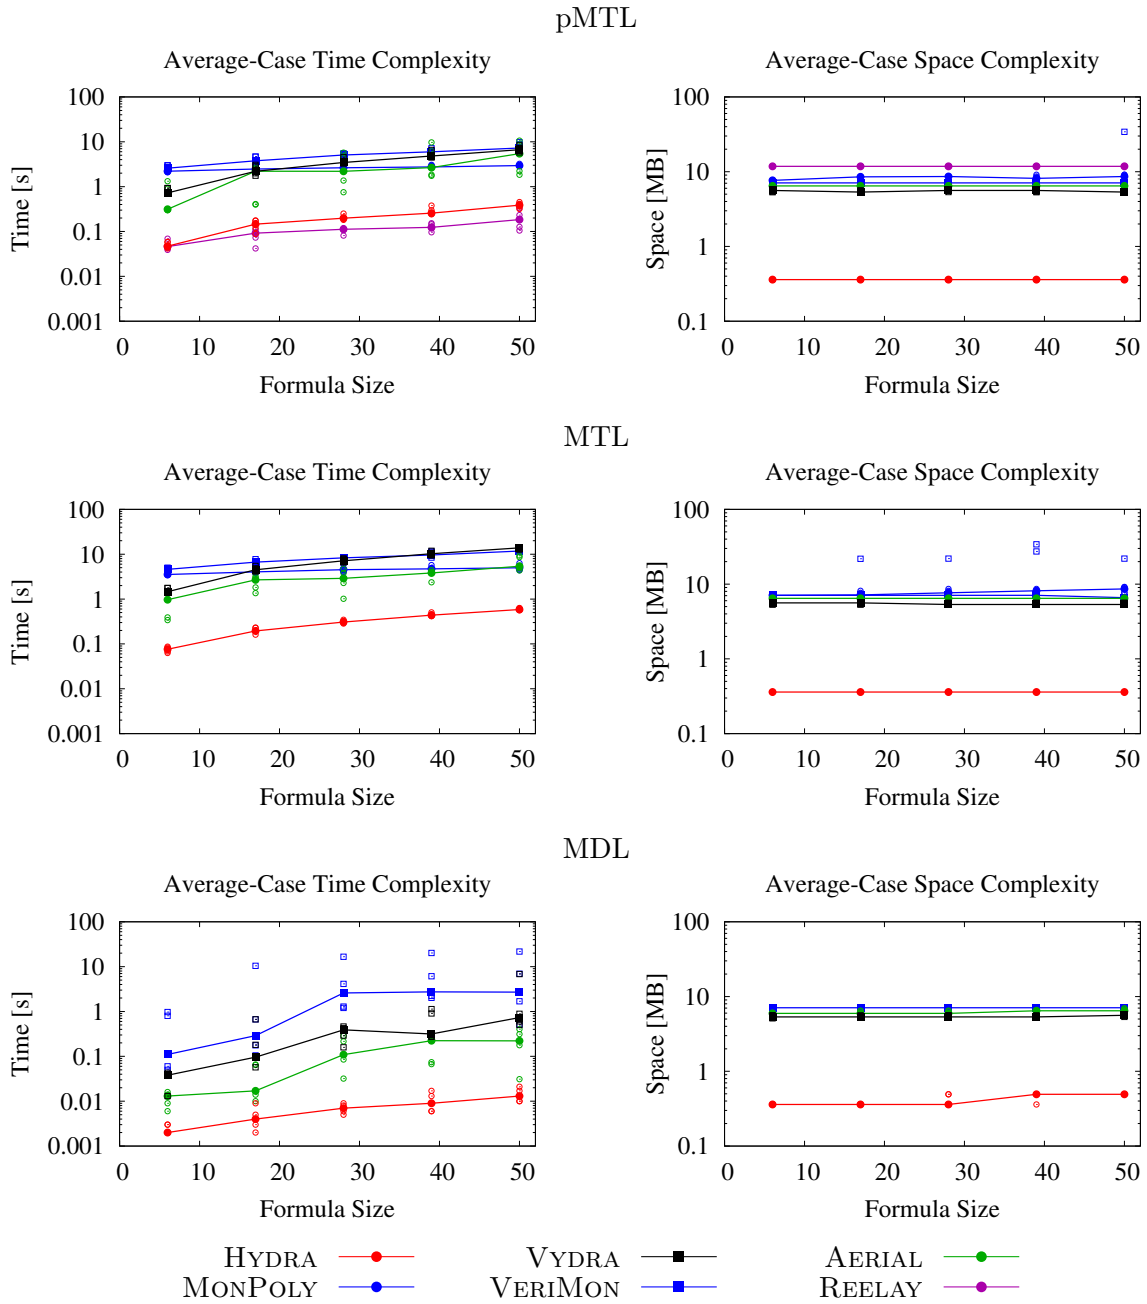 pMTL
Average-Case Time Complexity
100
10
1
0.1
0.01
0.001
Time [s]
0 10 20 30 40 50
Formula Size
Average-Case Space Complexity
100
10
1
0.1
Space [MB]
0 10 20 30 40 50
Formula Size
MTL
Average-Case Time Complexity
100
10
1
0.1
0.01
0.001
Time [s]
0 10 20 30 40 50
Formula Size
Average-Case Space Complexity
100
10
1
0.1
Space [MB]
0 10 20 30 40 50
Formula Size
MDL
Average-Case Time Complexity
100
10
1
0.1
0.01
0.001
Time [s]
0 10 20 30 40 50
Formula Size
Average-Case Space Complexity
100
10
1
0.1
Space [MB]
0 10 20 30 40 50
Formula Size
HYDRA VYDRA AERIAL
MONPOLY VERIMON REELAY